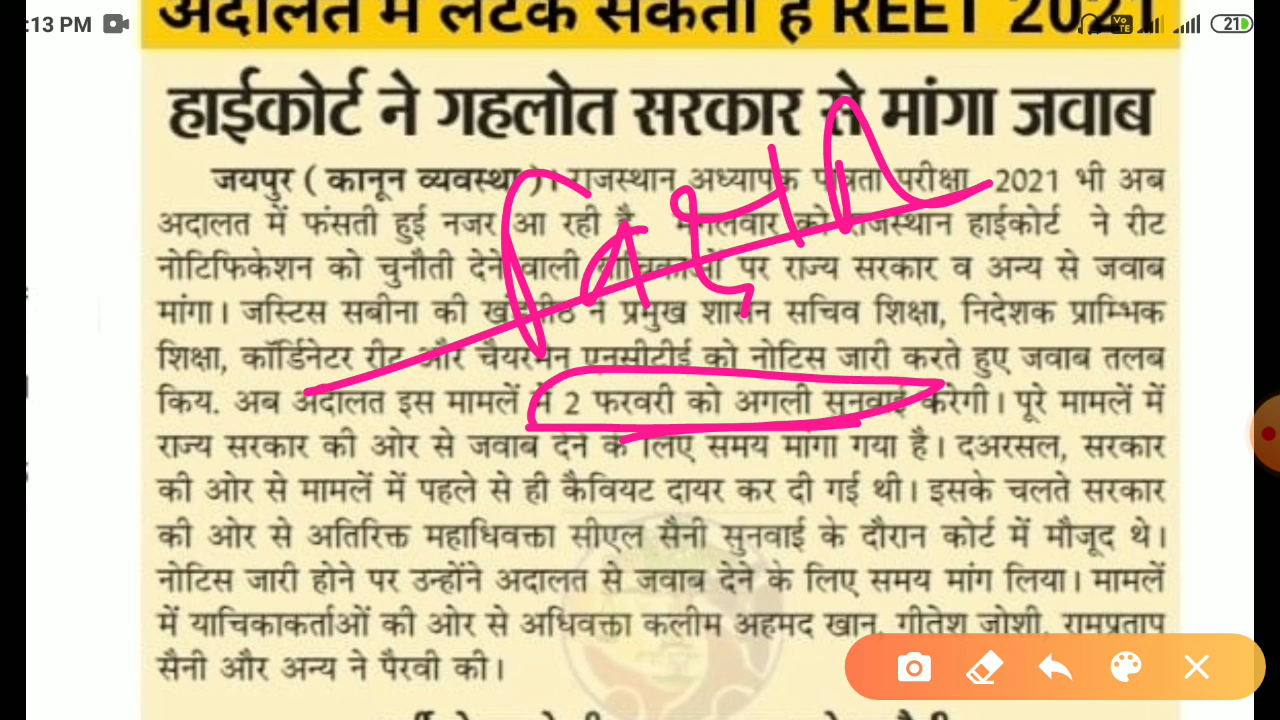 :13 PM 21
अदालत में लटक सकती है REET 2021
हाईकोर्ट ने गहलोत सरकार से मांगा जवाब
जयपुर ( कानून व्यवस्था )। राजस्थान अध्यापक पात्रता परीक्षा 2021 भी अब
अदालत में फंसती हुई नजर आ रही है मंगलवार को राजस्थान हाईकोर्ट ने रीट
नोटिफिकेशन को चुनौती देने वाली याचिकाओं पर राज्य सरकार व अन्य से जवाब
मांगा। जस्टिस सबीना की खंडपीठ ने प्रमुख शासन सचिव शिक्षा, निदेशक प्राम्भिक
शिक्षा, कॉर्डिनेटर रीट और चैयरमेन एनसीटीई को नोटिस जारी करते हुए जवाब तलब
किय. अब अदालत इस मामलें में 2 फरवरी को अगली सुनवाई करेगी। पूरे मामलें में
राज्य सरकार की ओर से जवाब देने के लिए समय मांगा गया है। दअरसल, सरकार
की ओर से मामलें में पहले से ही कैवियट दायर कर दी गई थी। इसके चलते सरकार
की ओर से अतिरिक्त महाधिवक्ता सीएल सैनी सुनवाई के दौरान कोर्ट में मौजूद थे।
नोटिस जारी होने पर उन्होंने अदालत से जवाब देने के लिए समय मांग लिया। मामलें
में याचिकाकर्ताओं की ओर से अधिवक्ता कलीम अहमद खान, गीतेश जोशी, रामप्रताप
सैनी और अन्य ने पैरवी की।